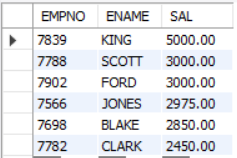 EMPNO ENAME SAL
7839 KING 5000.00
7788 SCOTT 3000.00
7902 FORD 3000.00
7566 JONES 2975.00
7698 BLAKE 2850.00
7782 CLARK 2450.00